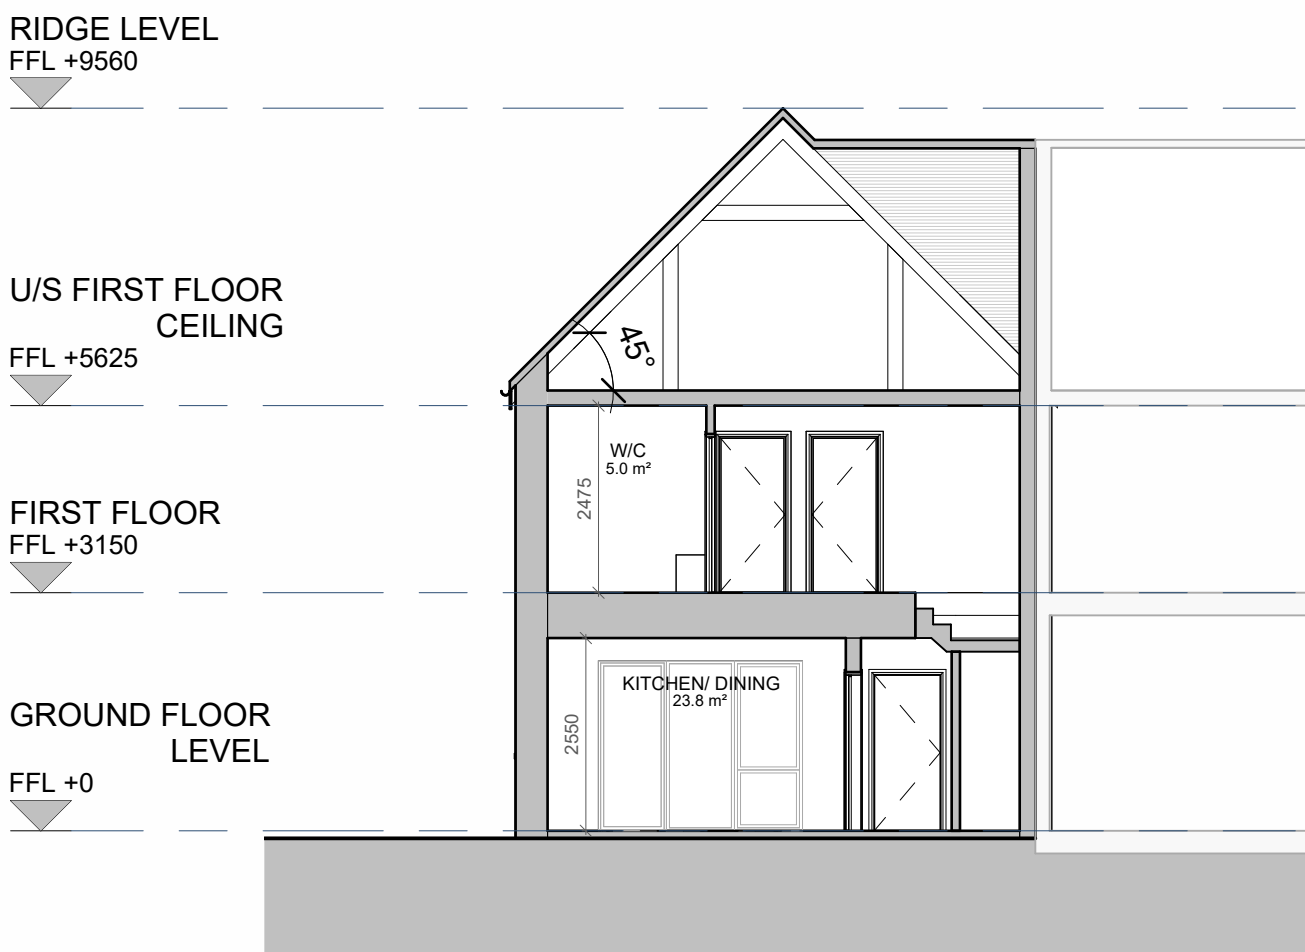 RIDGE LEVEL
FFL +9560
U/S FIRST FLOOR
CEILING
FFL +5625
45°
W/C
5.0 m²
2475
FIRST FLOOR
FFL +3150
KITCHEN/ DINING
23.8 m²
2550
GROUND FLOOR
LEVEL
FFL +0